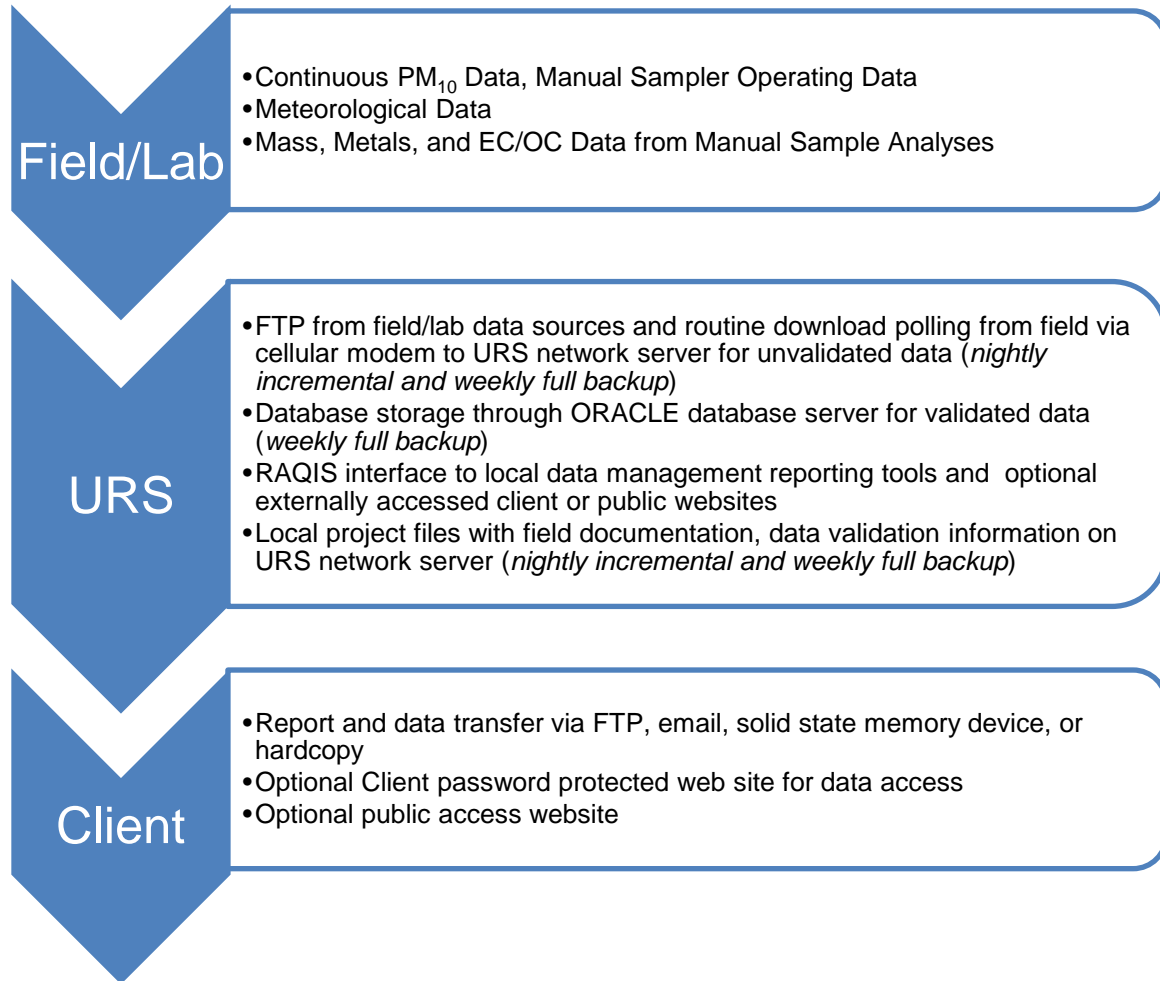 Field/Lab
•Continuous PM10 Data, Manual Sampler Operating Data
•Meteorological Data
•Mass, Metals, and EC/OC Data from Manual Sample Analyses
URS
•FTP from field/lab data sources and routine download polling from field via
cellular modem to URS network server for unvalidated data (nightly
incremental and weekly full backup)
•Database storage through ORACLE database server for validated data
(weekly full backup)
•RAQIS interface to local data management reporting tools and  optional
externally accessed client or public websites
•Local project files with field documentation, data validation information on
URS network server (nightly incremental and weekly full backup)
Client
•Report and data transfer via FTP, email, solid state memory device, or
hardcopy
•Optional Client password protected web site for data access
•Optional public access website